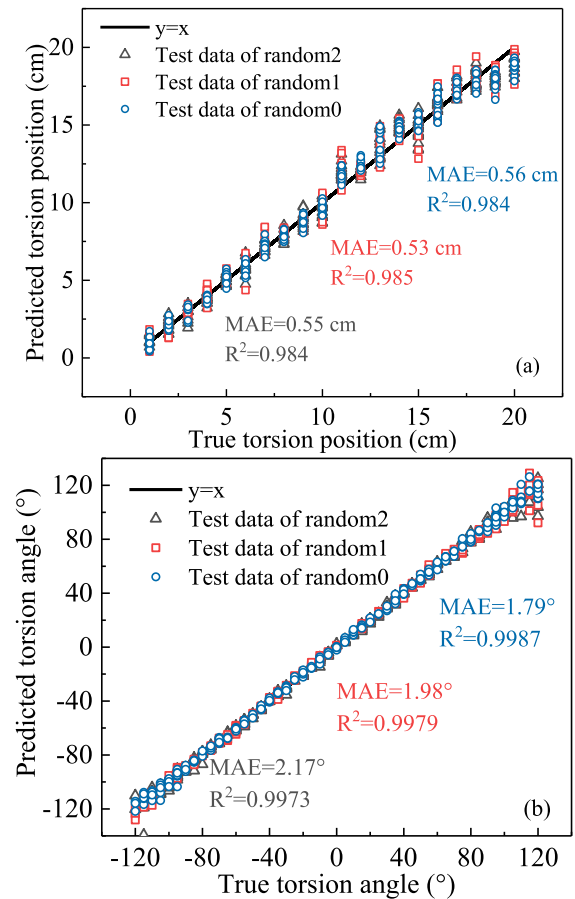 y=x
Test data of random2
Test data of random1
Test data of random0
MAE=0.56 cm
R²=0.984
MAE=0.53 cm
R²=0.985
MAE=0.55 cm
R²=0.984
(a)
20
15
10
5
0
Predicted torsion position (cm)
0 5 10 15 20
True torsion position (cm)
y=x
Test data of random2
Test data of random1
Test data of random0
MAE=1.79°
R²=0.9987
MAE=1.98°
R²=0.9979
MAE=2.17°
R²=0.9973
(b)
120
80
40
0
-40
-80
-120
Predicted torsion angle (°)
-120 -80 -40 0 40 80 120
True torsion angle (°)